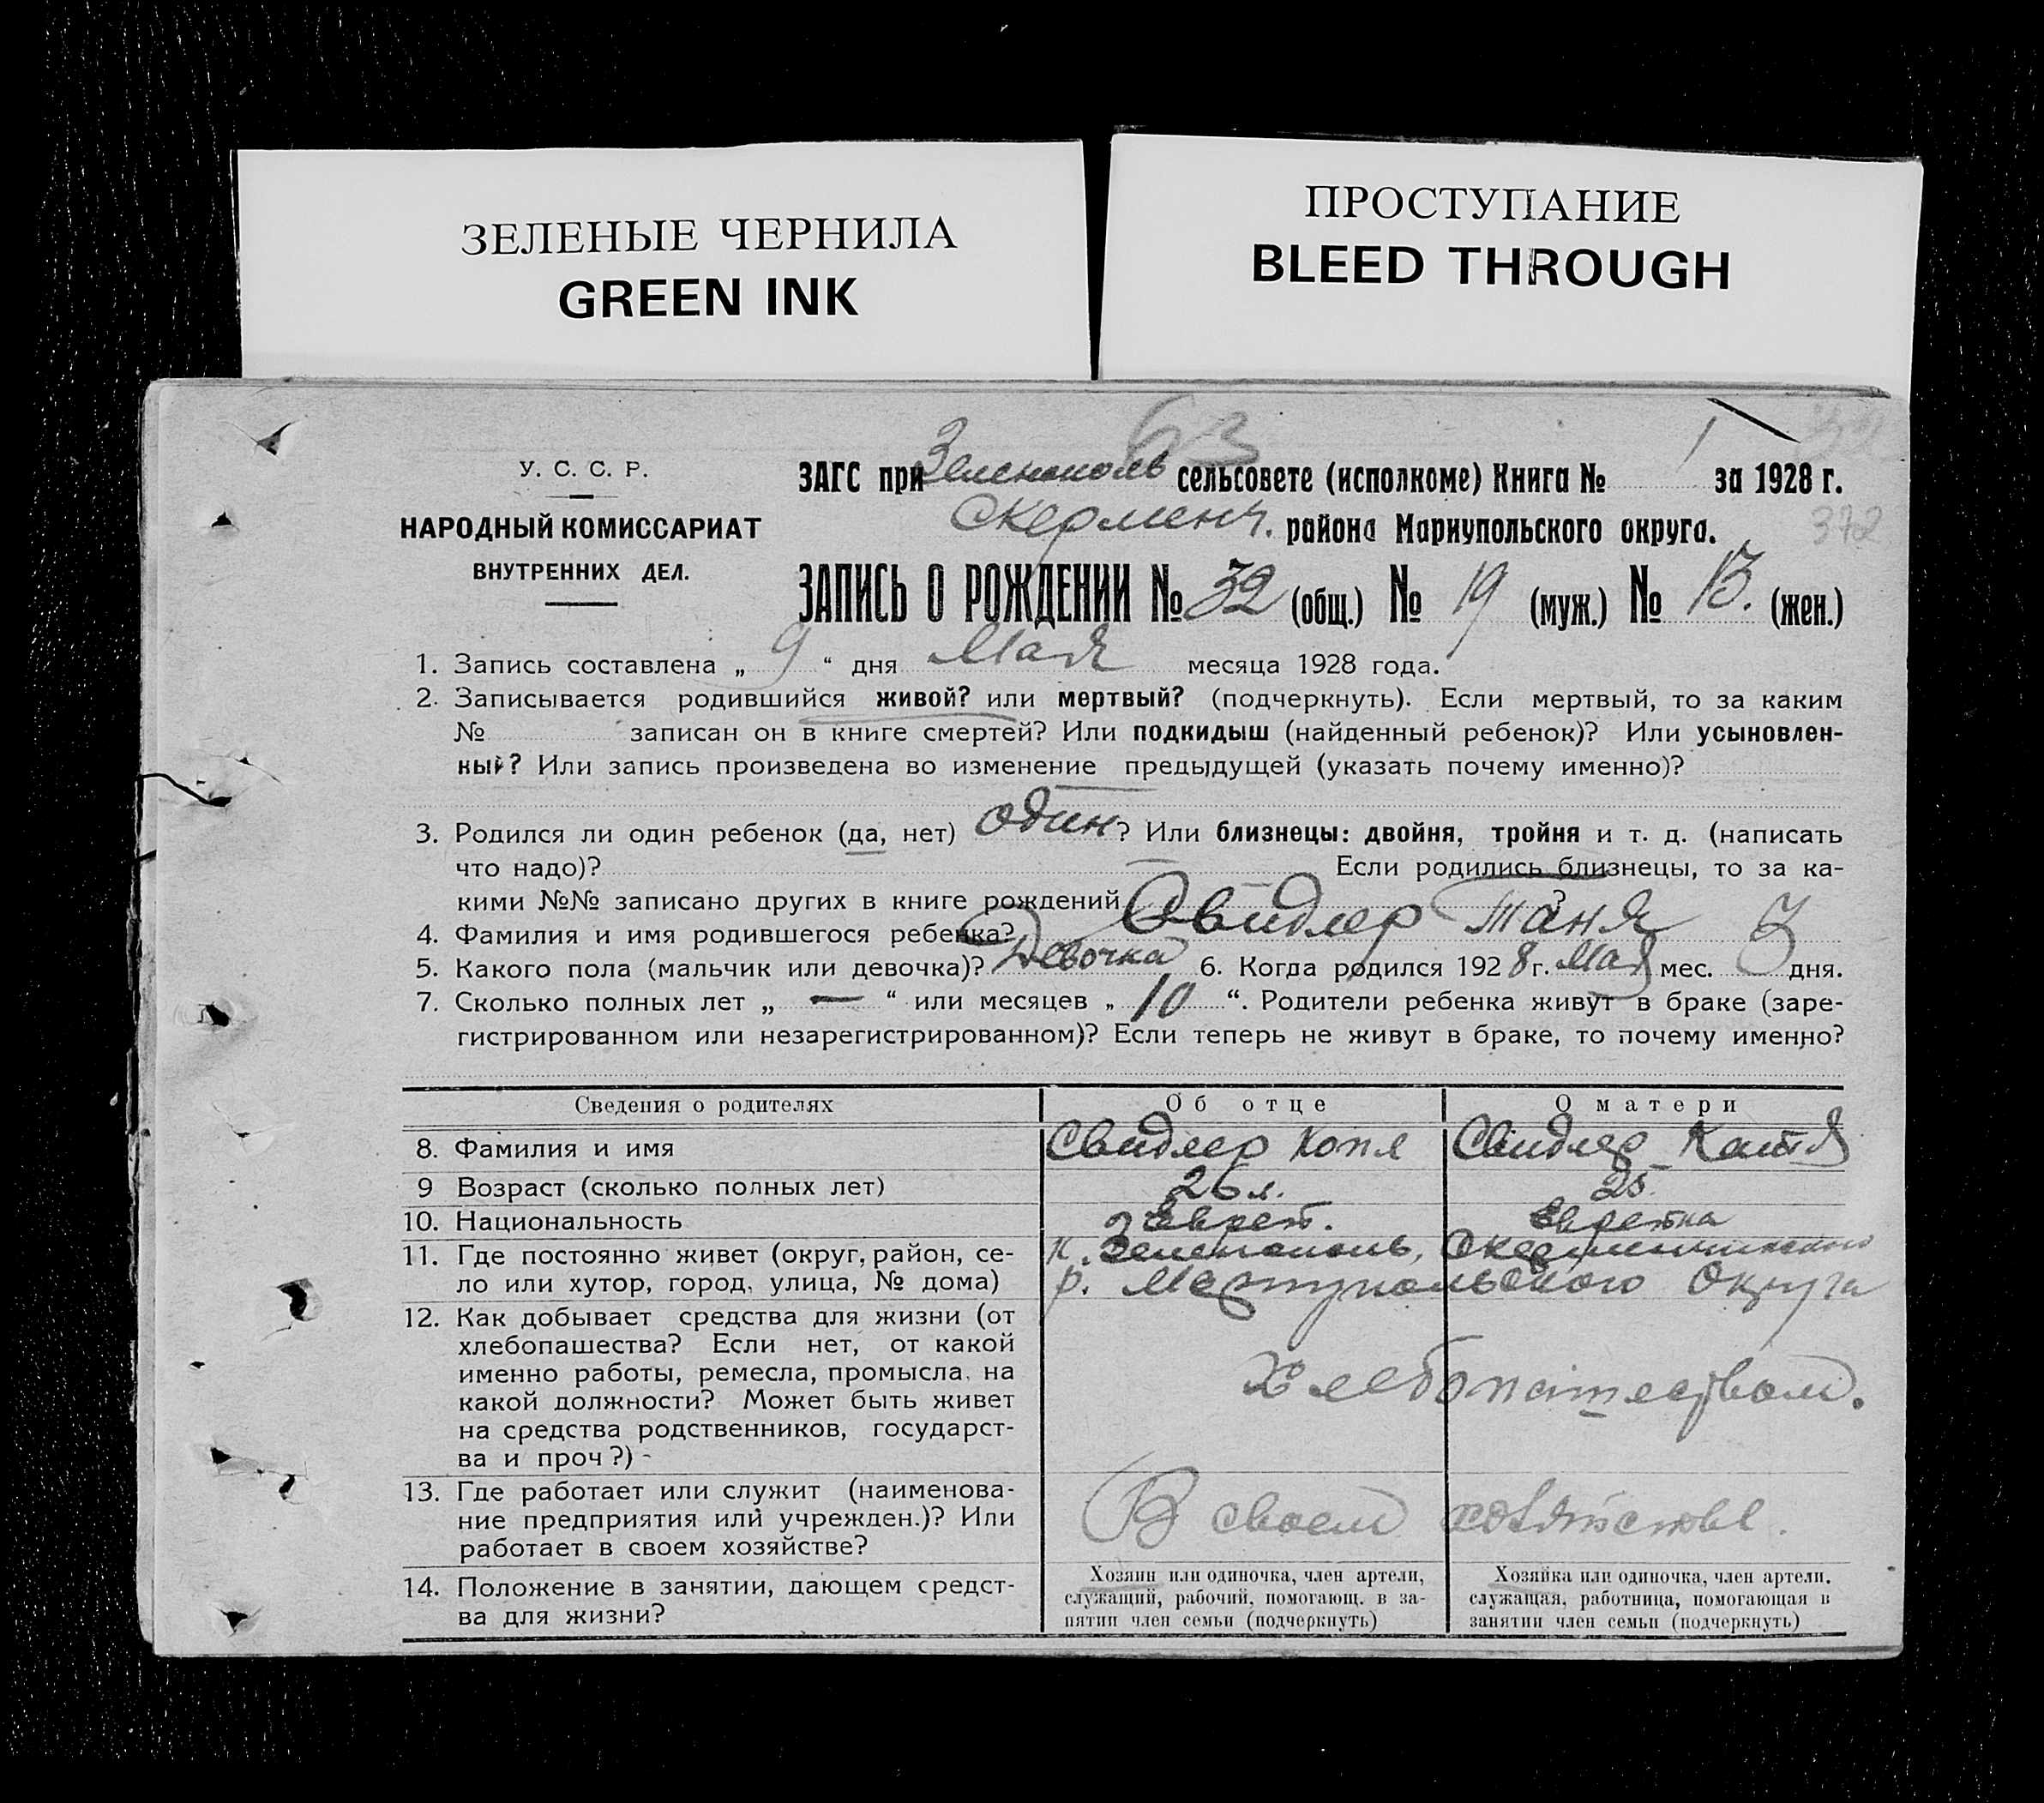 ЗЕЛЕНЫЕ ЧЕРНИЛА
GREEN INK
ПРОСТУПАНИЕ
BLEED THROUGH
63
У. С. С. Р.
НАРОДНЫЙ КОМИССАРИАТ
ВНУТРЕННИХ ДЕЛ.
ЗАГС при Зеленополь сельсовете (исполкоме) Книга № 1 за 1928 г.
Скерменч. района Мариупольского округа.
372
ЗАПИСЬ О РОЖДЕНИИ № 32 (общ.) № 19 (муж.) № 13. (жен.)
1. Запись составлена „ 9 “ дня Мая месяца 1928 года.
2. Записывается родившийся живой? или мертвый? (подчеркнуть). Если мертвый, то за каким
№ записан он в книге смертей? Или подкидыш (найденный ребенок)? Или усыновлен-
ный? Или запись произведена во изменение предыдущей (указать почему именно)?
3. Родился ли один ребенок (да, нет) один? Или близнецы: двойня, тройня и т. д. (написать
что надо)? Если родились близнецы, то за ка-
кими №№ записано других в книге рождений ?
4. Фамилия и имя родившегося ребенка? Свидлер Таня
5. Какого пола (мальчик или девочка)? Девочка 6. Когда родился 1928 г. Мая мес. 3 дня.
7. Сколько полных лет „ — “ или месяцев „ 10 “. Родители ребенка живут в браке (заре-
гистрированном или незарегистрированном)? Если теперь не живут в браке, то почему именно?
Сведения о родителях Об отце О матери
8. Фамилия и имя Свидлер Копя Свидлер Катя
9 Возраст (сколько полных лет) 26 л. 25
10. Национальность Еврей. Еврейка
11. Где постоянно живет (округ, район, се-
ло или хутор, город, улица, № дома)
к. Зеленополь,
р. Мариупольского Округа
12. Как добывает средства для жизни (от
хлебопашества? Если нет, от какой
именно работы, ремесла, промысла, на
какой должности? Может быть живет
на средства родственников, государст-
ва и проч?) -
Хлебопашеством.
13. Где работает или служит (наименова-
ние предприятия или учрежден.)? Или
работает в своем хозяйстве?
В своем хозяйстве.
14. Положение в занятии, дающем средст-
ва для жизни?
Хозяин или одиночка, член артели,
служащий, рабочий, помогающ. в за-
нятии член семьи (подчеркнуть)
Хозяйка или одиночка, член артели,
служащая, работница, помогающая в
занятии член семьи (подчеркнуть)